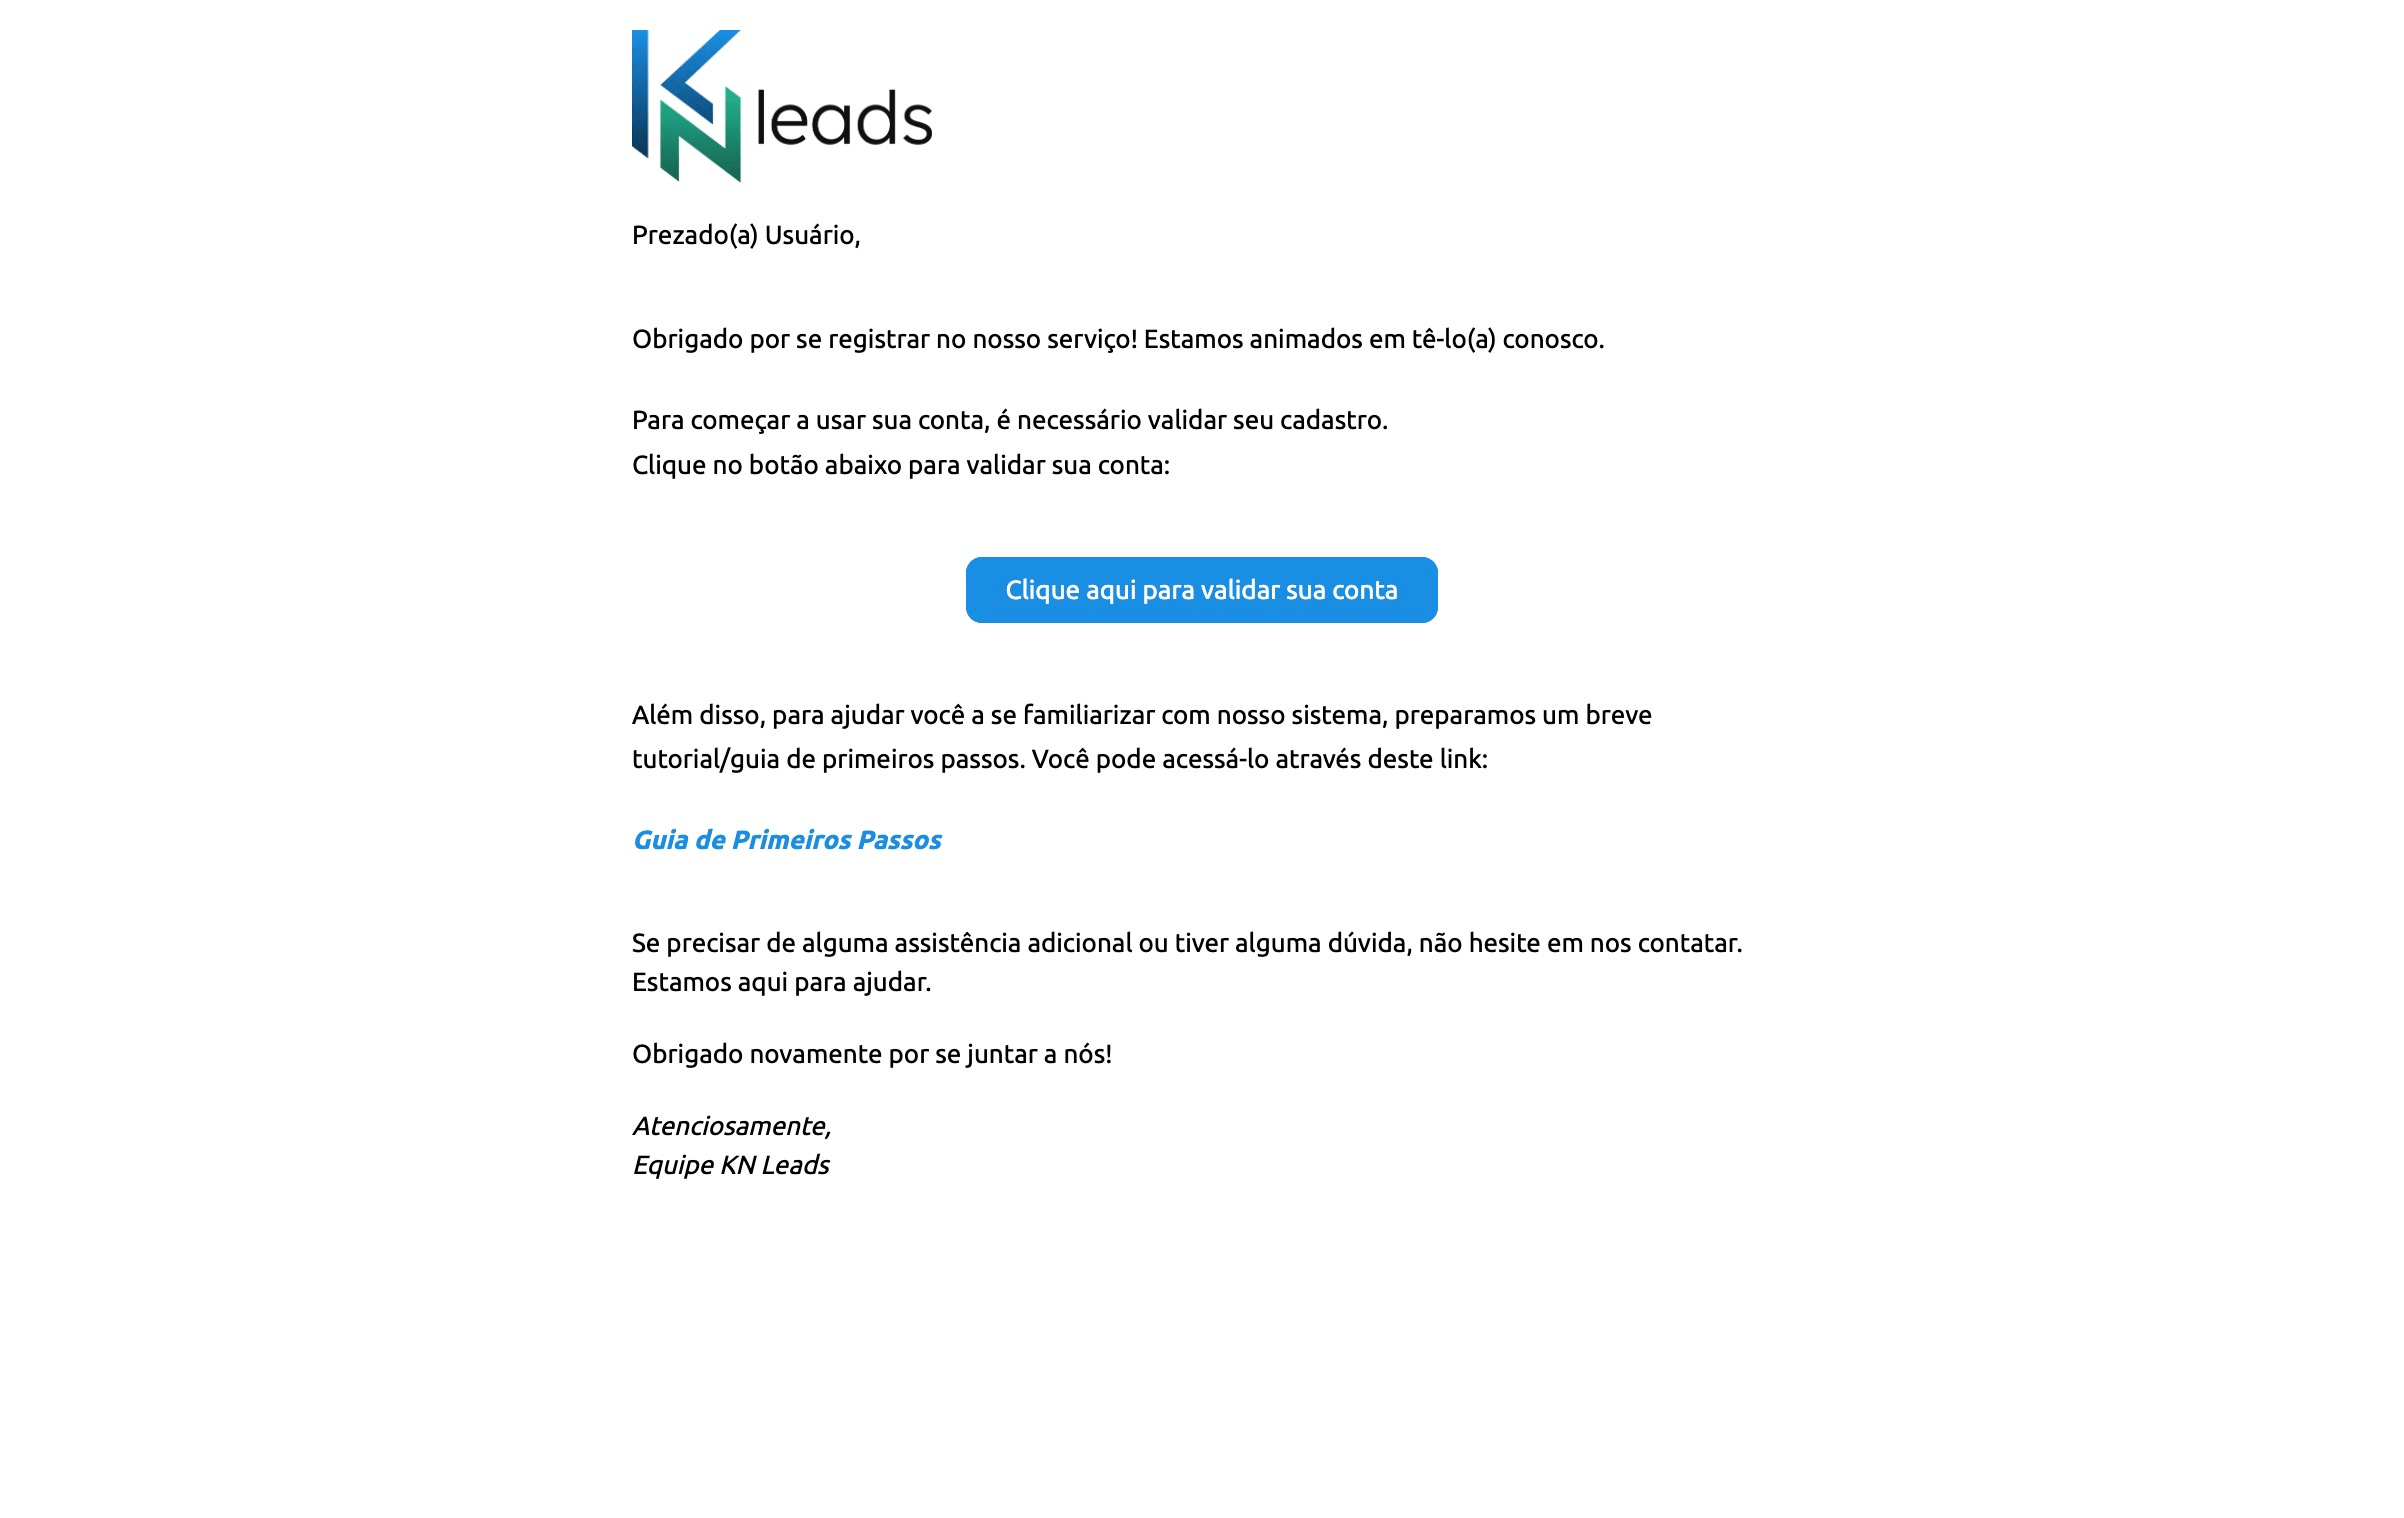 KN leads
Prezado(a) Usuário,
Obrigado por se registrar no nosso serviço! Estamos animados em tê-lo(a) conosco.
Para começar a usar sua conta, é necessário validar seu cadastro.
Clique no botão abaixo para validar sua conta:
Clique aqui para validar sua conta
Além disso, para ajudar você a se familiarizar com nosso sistema, preparamos um breve
tutorial/guia de primeiros passos. Você pode acessá-lo através deste link:
Guia de Primeiros Passos
Se precisar de alguma assistência adicional ou tiver alguma dúvida, não hesite em nos contatar.
Estamos aqui para ajudar.
Obrigado novamente por se juntar a nós!
Atenciosamente,
Equipe KN Leads